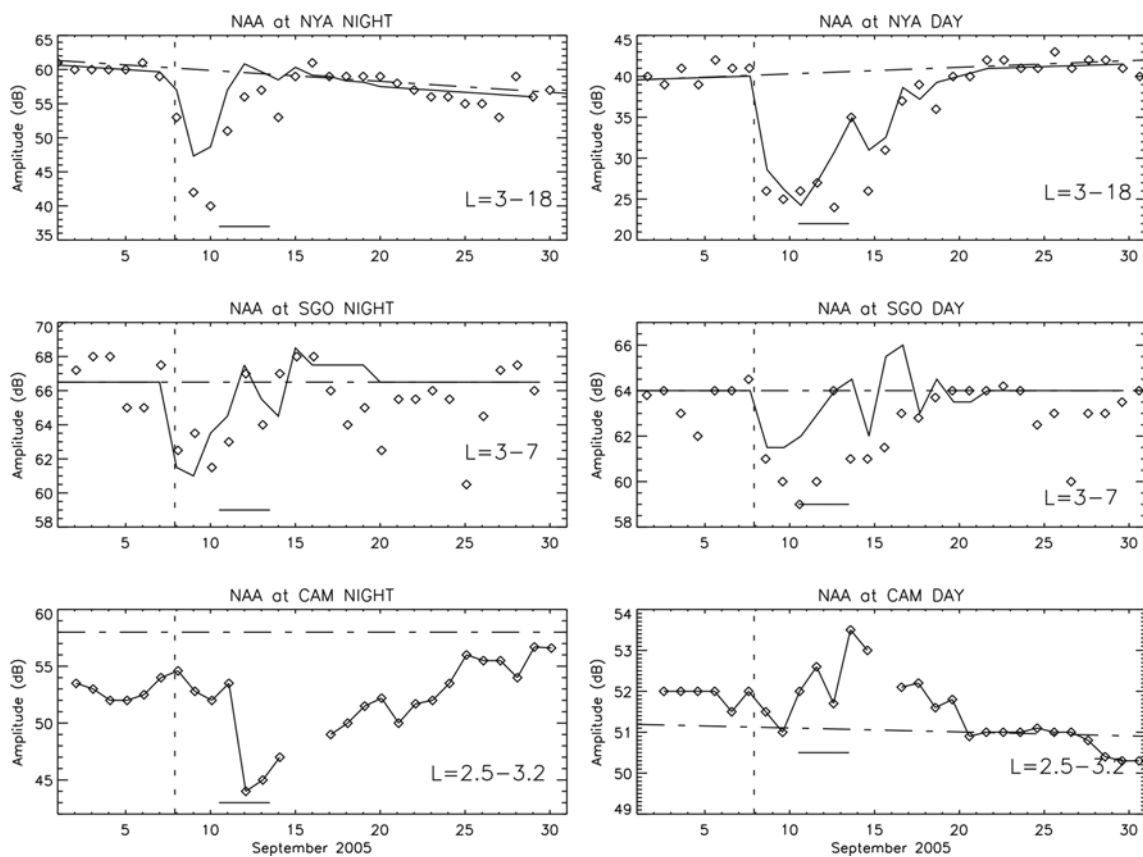 NAA at NYA NIGHT
65
60
55
50
45
40
35
Amplitude (dB)
L=3-18
5 10 15 20 25 30
NAA at NYA DAY
45
40
35
30
25
20
Amplitude (dB)
L=3-18
5 10 15 20 25 30
NAA at SGO NIGHT
70
68
66
64
62
60
58
Amplitude (dB)
L=3-7
5 10 15 20 25 30
NAA at SGO DAY
66
64
62
60
58
Amplitude (dB)
L=3-7
5 10 15 20 25 30
NAA at CAM NIGHT
60
55
50
45
Amplitude (dB)
L=2.5-3.2
5 10 15 20 25 30
September 2005
NAA at CAM DAY
54
53
52
51
50
49
Amplitude (dB)
L=2.5-3.2
5 10 15 20 25 30
September 2005